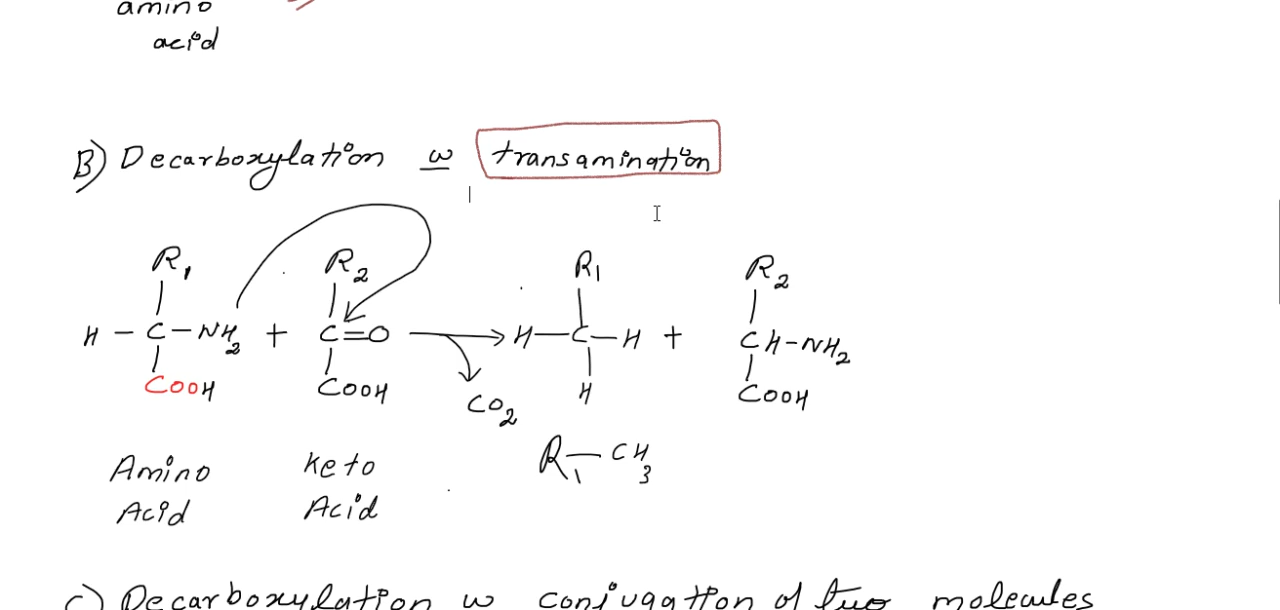 amino
acid
B) Decarboxylation w transamination
R1 R2 R1 R2
H - C - NH2 + C=O → H - C - H + CH - NH2
COOH COOH CO2 H COOH
R1 - CH3
Amino Keto
Acid Acid
C) Decarboxylation w conjugation of two molecules